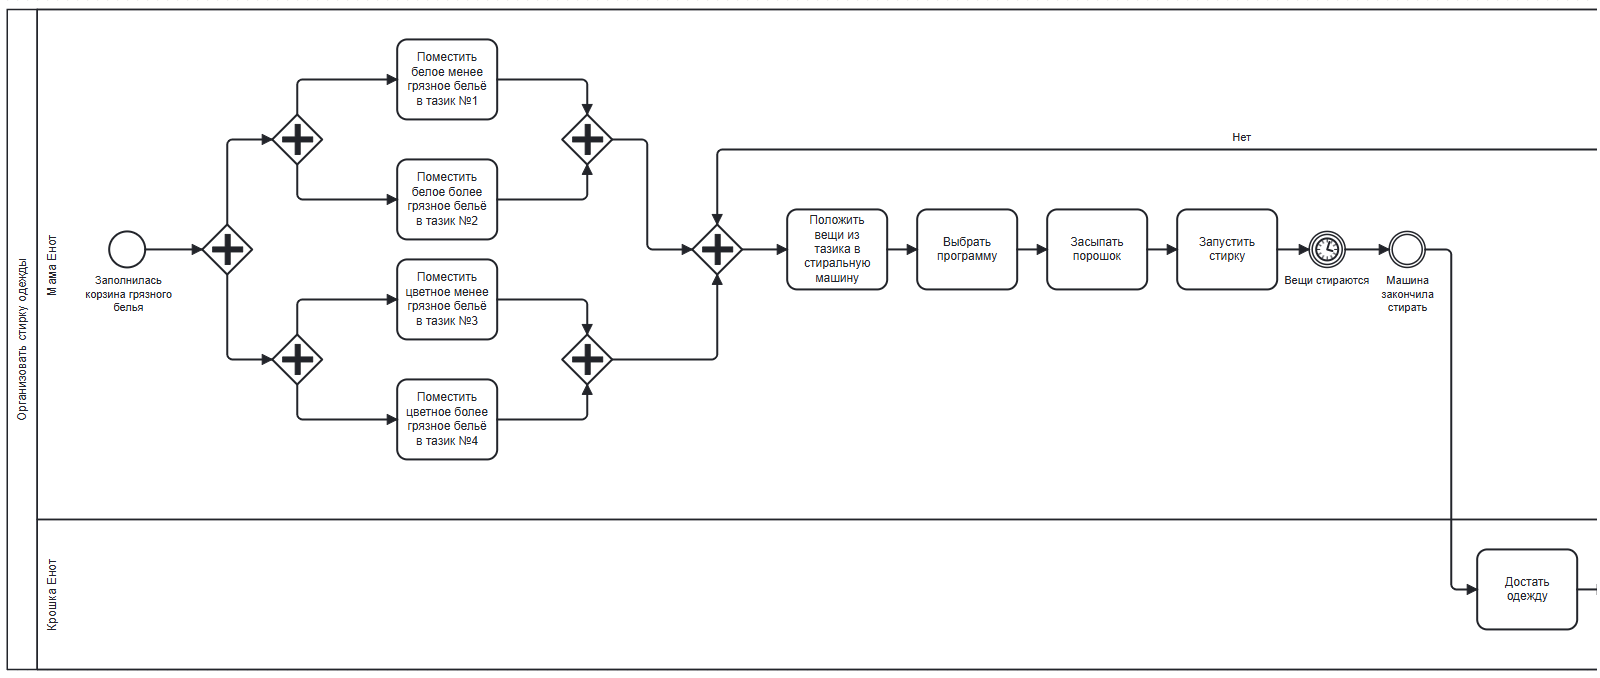 Организовать стирку одежды
Мама Енот
Крошка Енот
Заполнилась
корзина грязного
белья
Поместить
белое менее
грязное бельё
в тазик №1
Поместить
белое более
грязное бельё
в тазик №2
Поместить
цветное менее
грязное бельё
в тазик №3
Поместить
цветное более
грязное бельё
в тазик №4
Нет
Положить
вещи из
тазика в
стиральную
машину
Выбрать
программу
Засыпать
порошок
Запустить
стирку
Вещи стираются
Машина
закончила
стирать
Достать
одежду